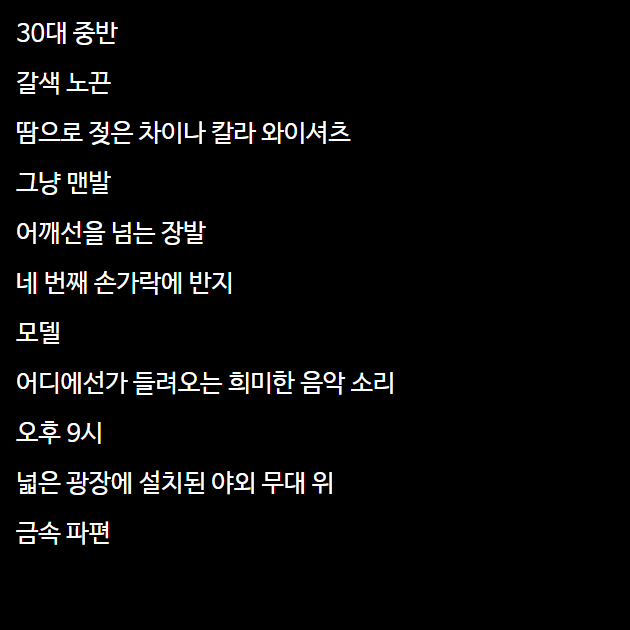 30대 중반
갈색 노끈
땀으로 젖은 차이나 칼라 와이셔츠
그냥 맨발
어깨선을 넘는 장발
네 번째 손가락에 반지
모델
어디에선가 들려오는 희미한 음악 소리
오후 9시
넓은 광장에 설치된 야외 무대 위
금속 파편